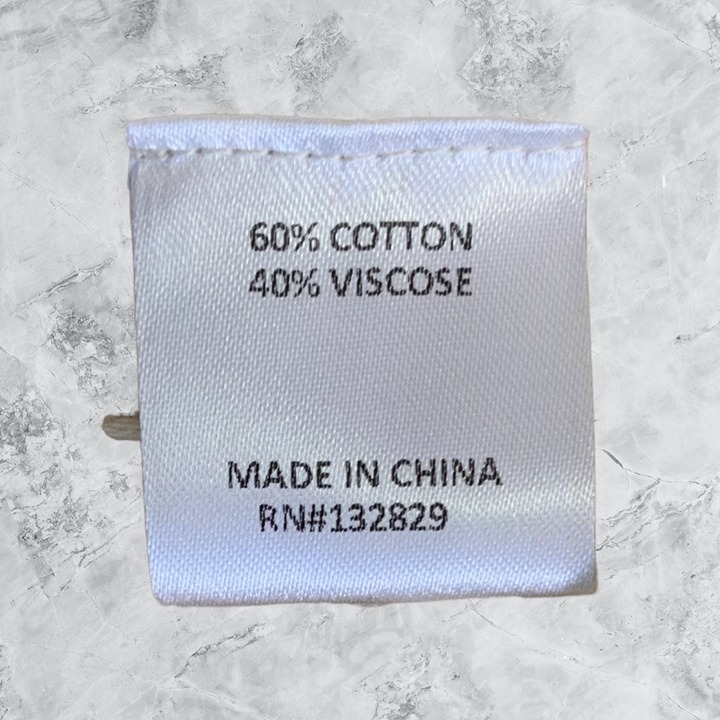 60% COTTON
40% VISCOSE
MADE IN CHINA
RN#132829